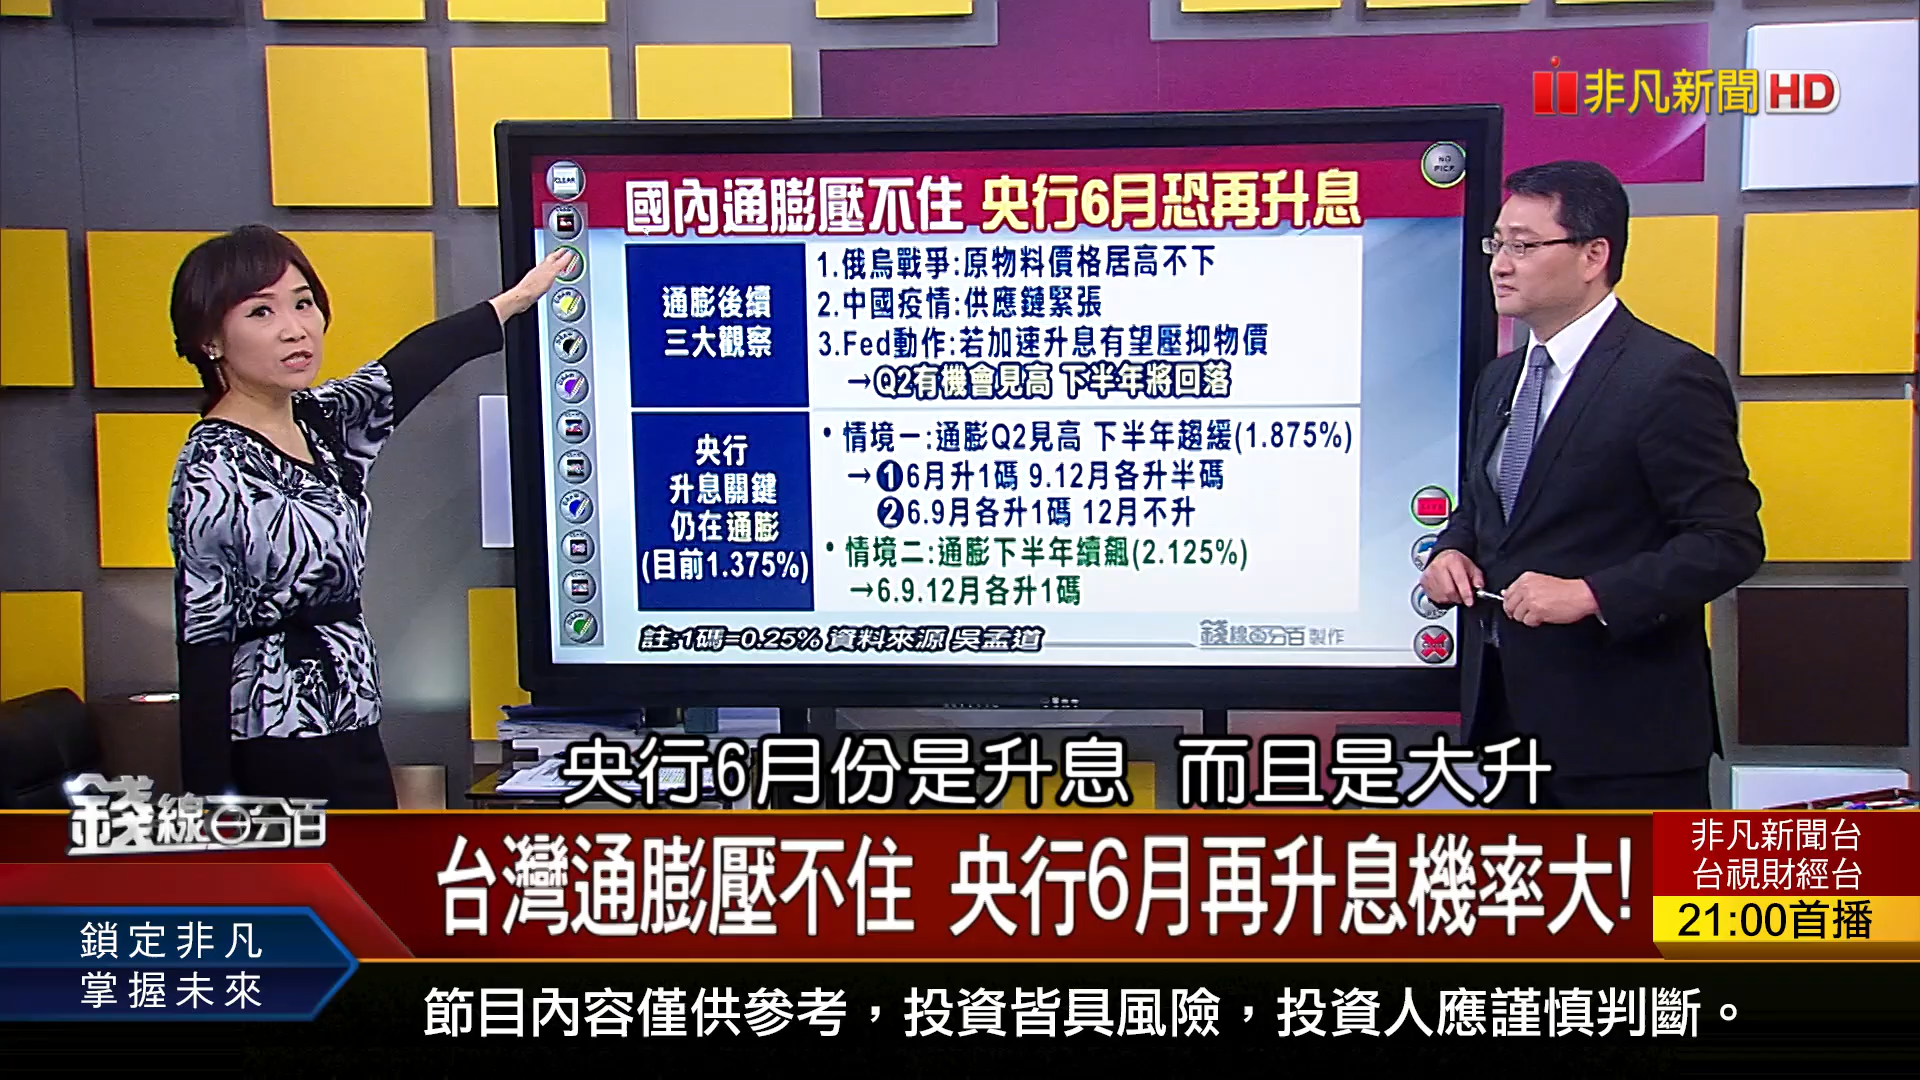 非凡新聞HD
CLEAR
NO PICK
國內通膨壓不住 央行6月恐再升息
通膨後續
三大觀察
1.俄烏戰爭:原物料價格居高不下
2.中國疫情:供應鏈緊張
3.Fed動作:若加速升息有望壓抑物價
→Q2有機會見高 下半年將回落
央行
升息關鍵
仍在通膨
(目前1.375%)
•情境一:通膨Q2見高 下半年趨緩(1.875%)
→❶6月升1碼 9.12月各升半碼
❷6.9月各升1碼 12月不升
•情境二:通膨下半年續飆(2.125%)
→6.9.12月各升1碼
註:1碼=0.25% 資料來源 吳孟道
錢線百分百 製作
央行6月份是升息 而且是大升
錢線百分百
台灣通膨壓不住 央行6月再升息機率大!
非凡新聞台
台視財經台
21:00首播
鎖定非凡
掌握未來
節目內容僅供參考，投資皆具風險，投資人應謹慎判斷。